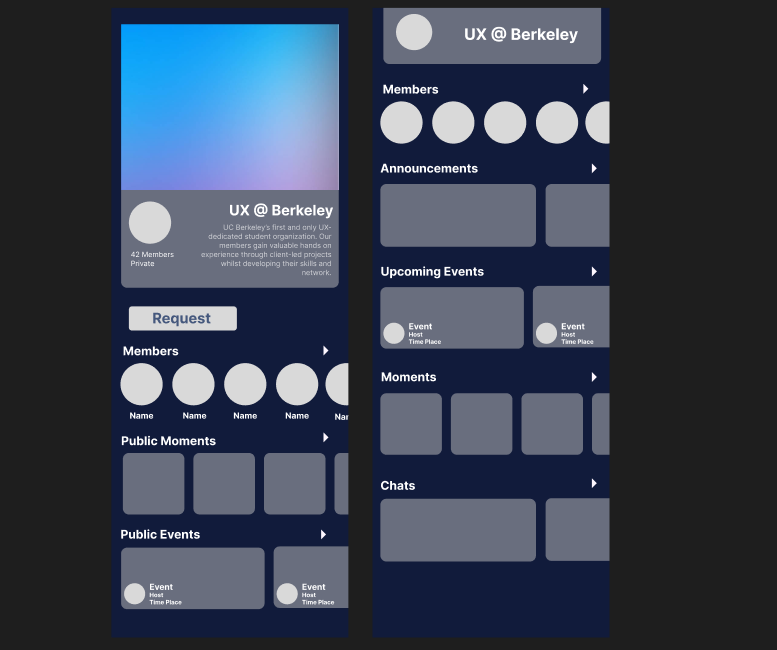 UX @ Berkeley
UC Berkeley's first and only UX-
dedicated student organization. Our
members gain valuable hands on
experience through client-led projects
whilst developing their skills and
network.
42 Members
Private
Request
Members
Name
Name
Name
Name
Nar
Public Moments
Public Events
Event
Host
Time Place
Event
Host
Time Place
UX @ Berkeley
Members
Announcements
Upcoming Events
Event
Host
Time Place
Event
Host
Time Place
Moments
Chats